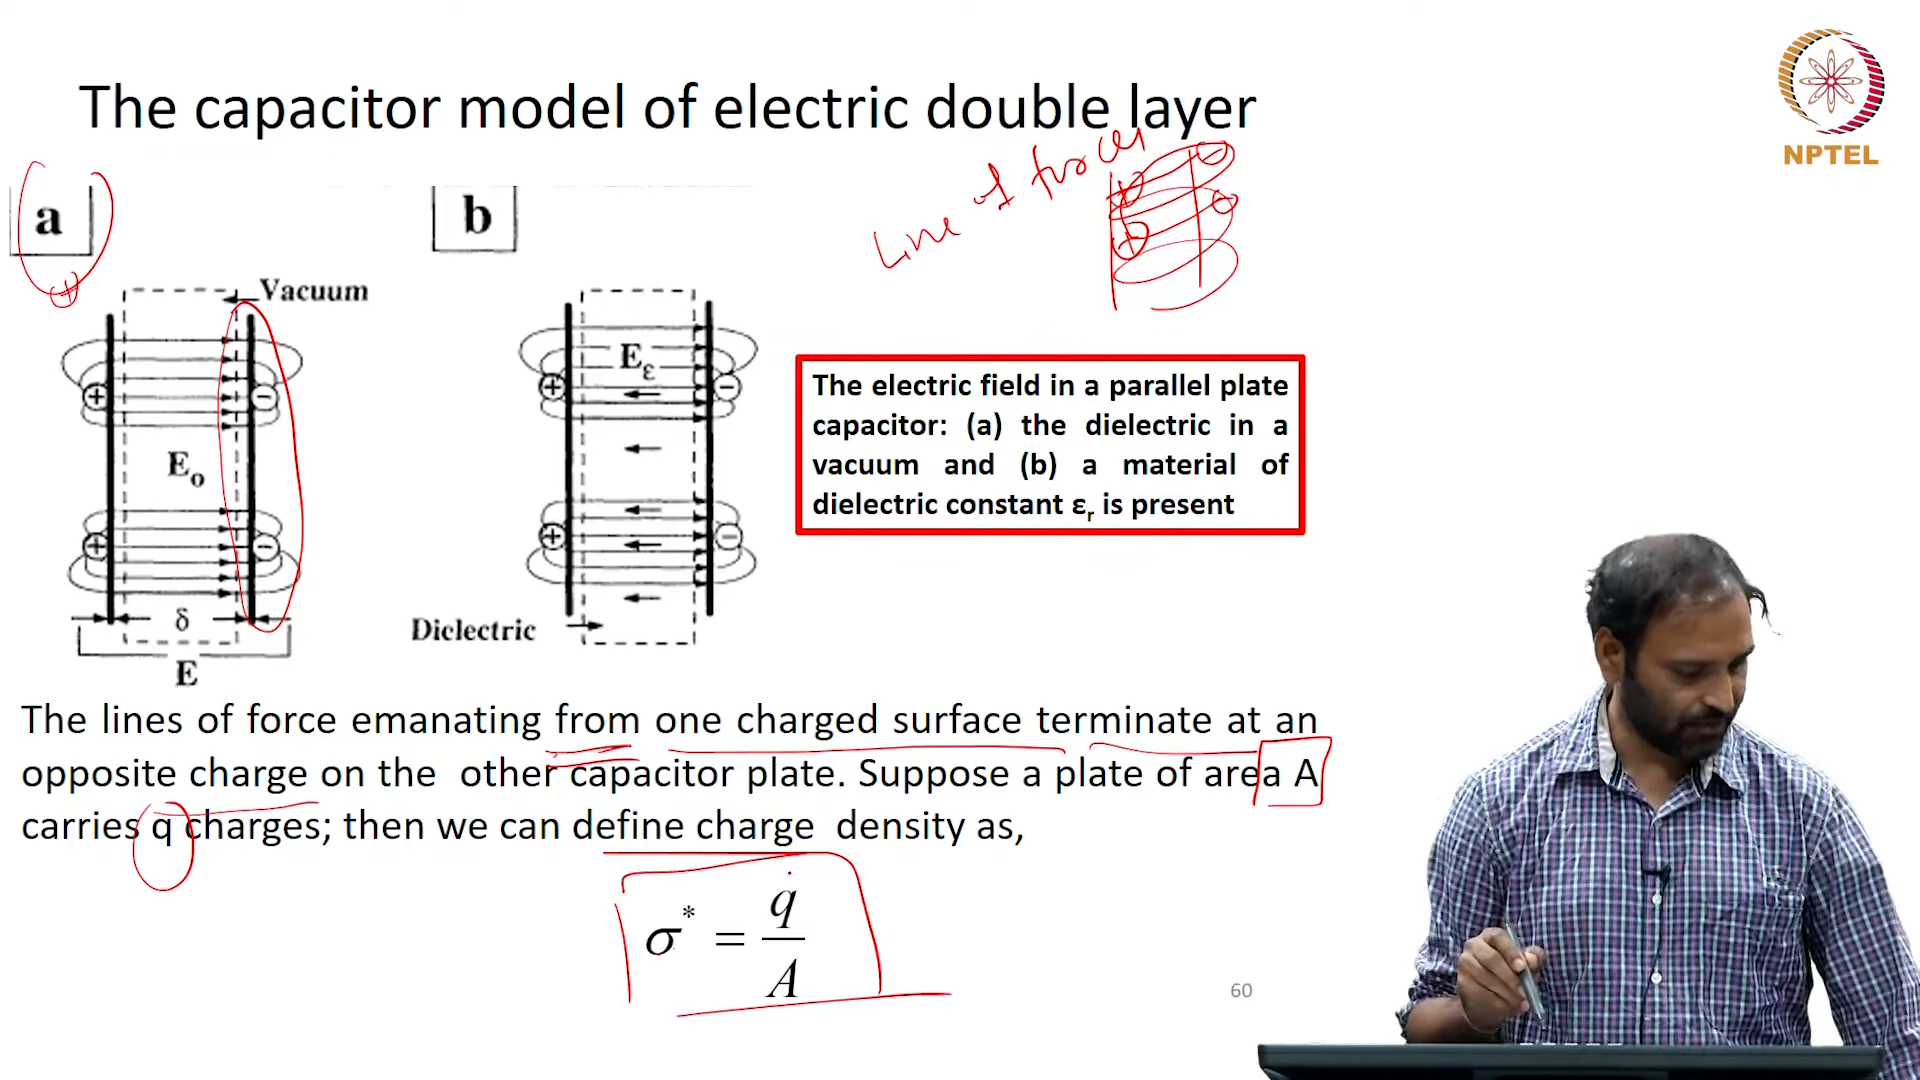 The capacitor model of electric double layer
NPTEL
Line of forces
a
b
Vacuum
+
E₀
δ
E
Eε
Diclectric
The electric field in a parallel plate
capacitor: (a) the dielectric in a
vacuum and (b) a material of
dielectric constant εr is present
The lines of force emanating from one charged surface terminate at an
opposite charge on the other capacitor plate. Suppose a plate of area A
carries q charges; then we can define charge density as,
σ* = q/A
60